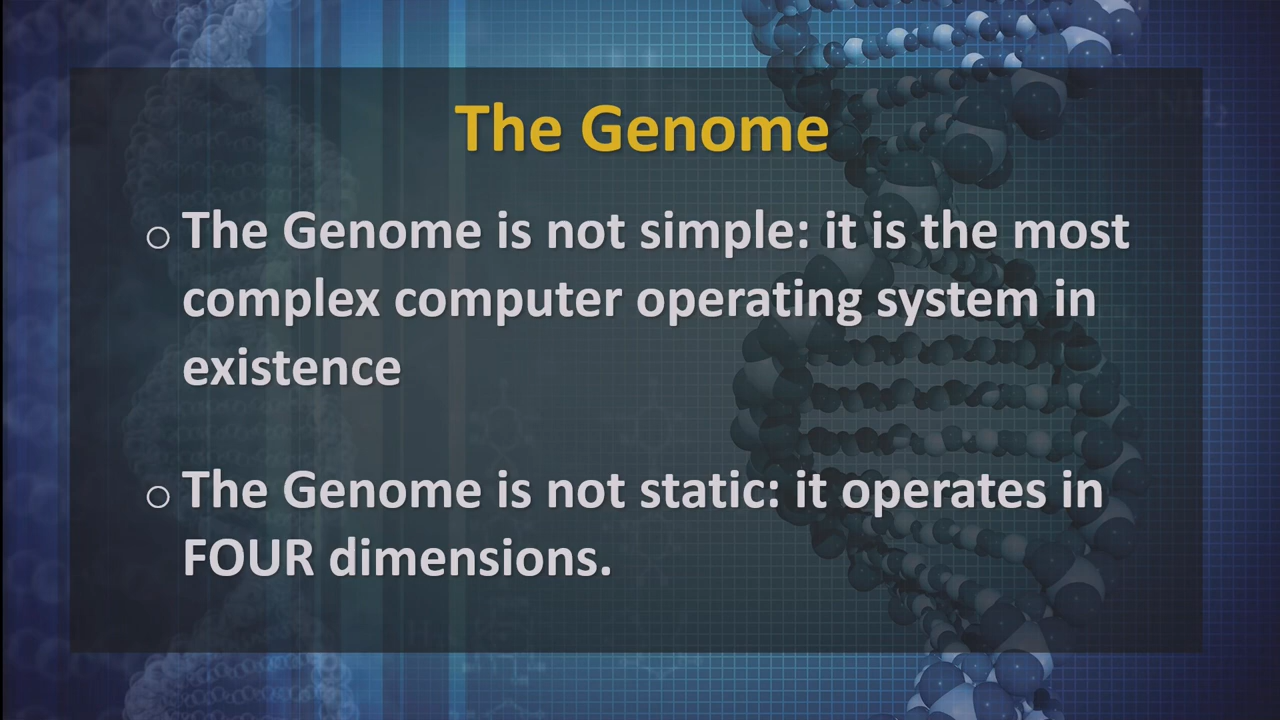 The Genome
○ The Genome is not simple: it is the most
complex computer operating system in
existence
○ The Genome is not static: it operates in
FOUR dimensions.